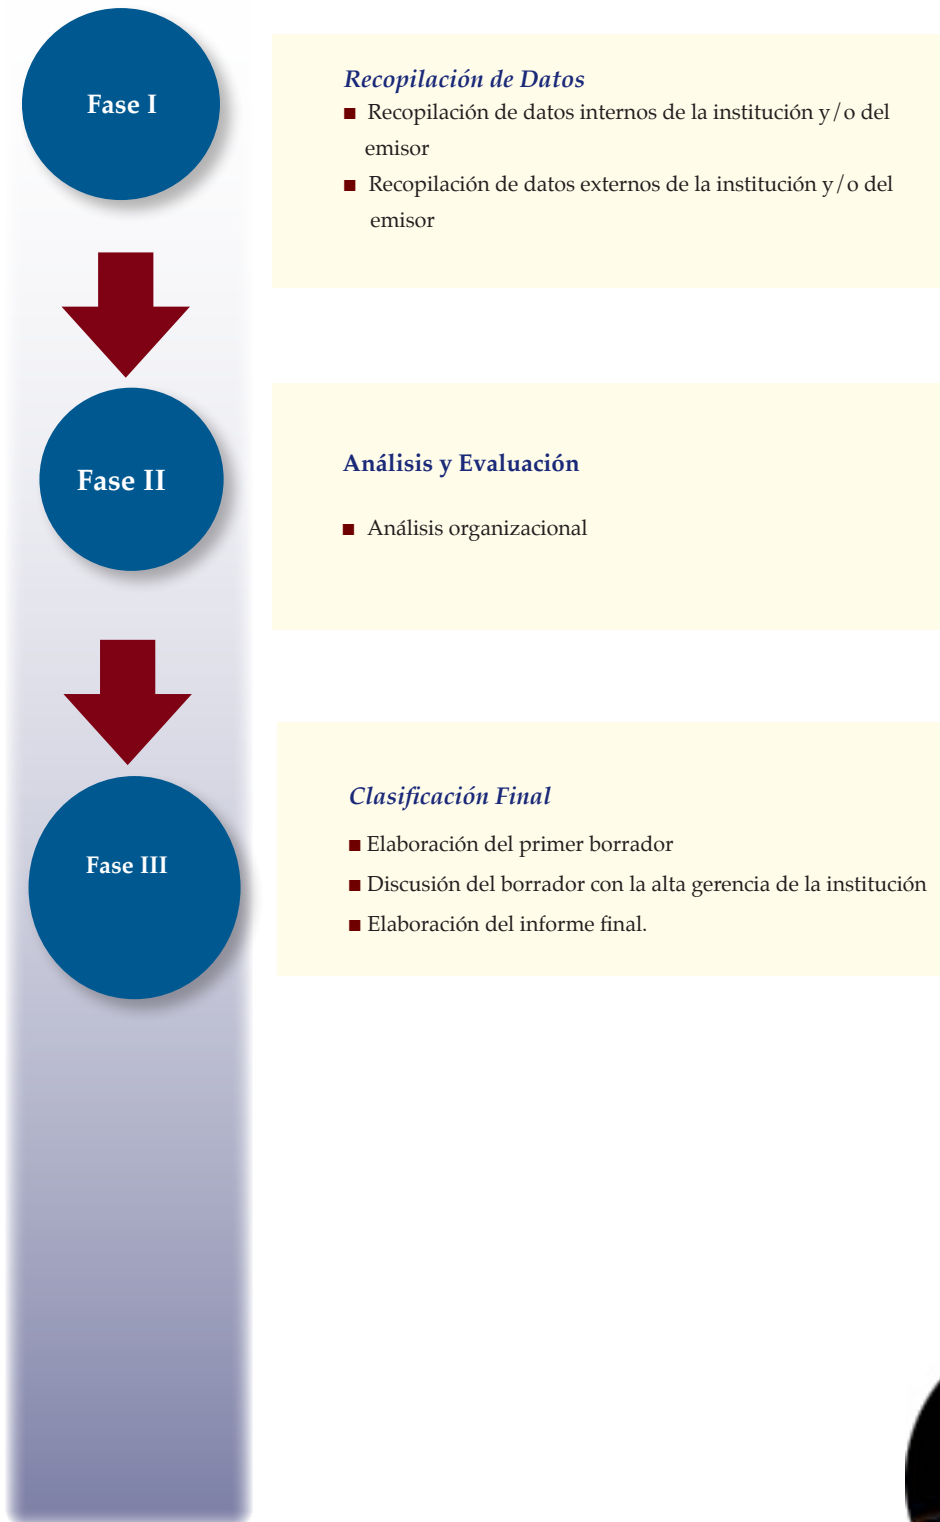 Fase I
Recopilación de Datos
■ Recopilación de datos internos de la institución y/o del
emisor
■ Recopilación de datos externos de la institución y/o del
emisor
Fase II
Análisis y Evaluación
■ Análisis organizacional
Fase III
Clasificación Final
■ Elaboración del primer borrador
■ Discusión del borrador con la alta gerencia de la institución
■ Elaboración del informe final.